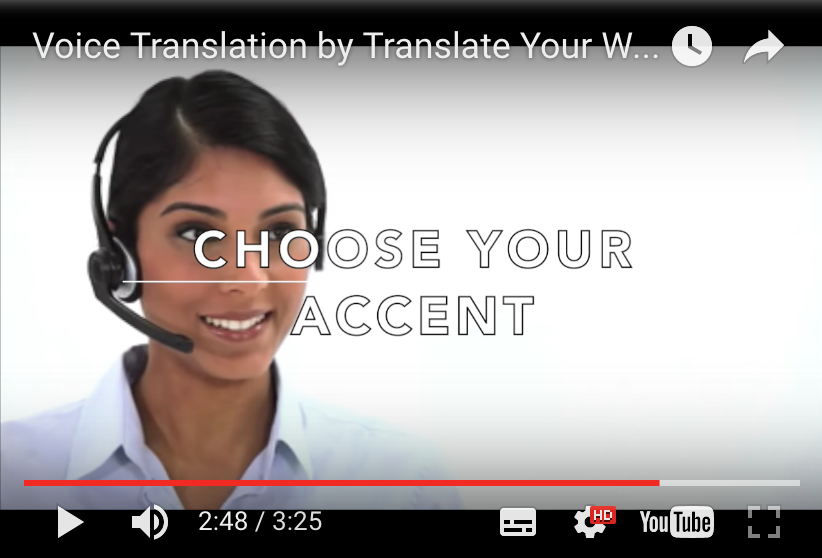 Voice Translation by Translate Your W...
CHOOSE YOUR
ACCENT
2:48 / 3:25
HD
YouTube